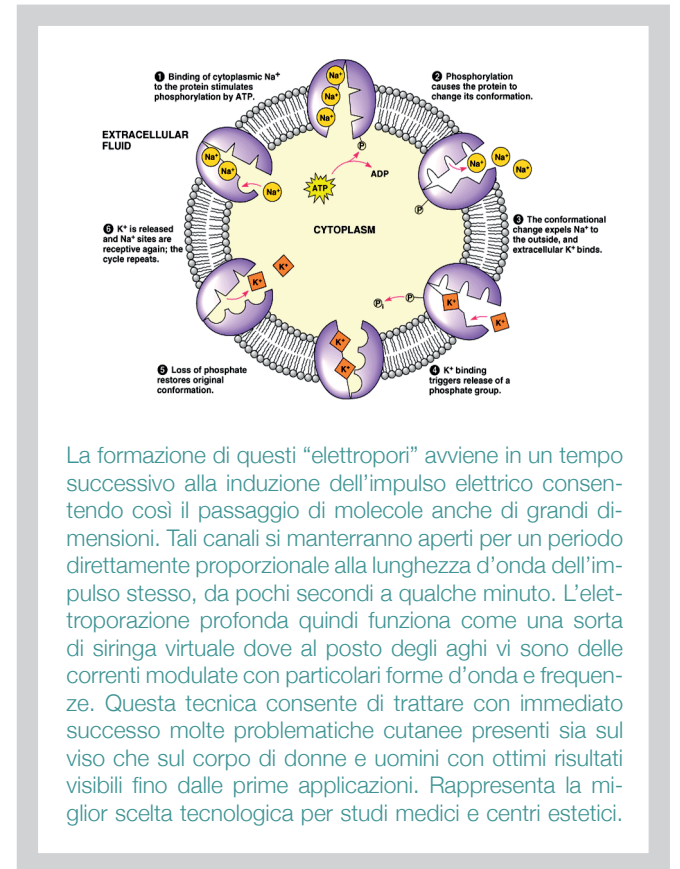 ❶ Binding of cytoplasmic Na⁺
to the protein stimulates
phosphorylation by ATP.
❷ Phosphorylation
causes the protein to
change its conformation.
EXTRACELLULAR
FLUID
Na⁺
Na⁺
Na⁺
P
ADP
ATP
Na⁺
Na⁺
Na⁺
Na⁺
Na⁺
Na⁺
P
CYTOPLASM
❸ The conformational
change expels Na⁺ to
the outside, and
extracellular K⁺ binds.
❻ K⁺ is released
and Na⁺ sites are
receptive again; the
cycle repeats.
K⁺
K⁺
Pi
P
K⁺
K⁺
K⁺
K⁺
❺ Loss of phosphate
restores original
conformation.
❹ K⁺ binding
triggers release of a
phosphate group.
La formazione di questi “elettropori” avviene in un tempo
successivo alla induzione dell’impulso elettrico consen-
tendo così il passaggio di molecole anche di grandi di-
mensioni. Tali canali si manterranno aperti per un periodo
direttamente proporzionale alla lunghezza d’onda dell’im-
pulso stesso, da pochi secondi a qualche minuto. L’elet-
troporazione profonda quindi funziona come una sorta
di siringa virtuale dove al posto degli aghi vi sono delle
correnti modulate con particolari forme d’onda e frequen-
ze. Questa tecnica consente di trattare con immediato
successo molte problematiche cutanee presenti sia sul
viso che sul corpo di donne e uomini con ottimi risultati
visibili fino dalle prime applicazioni. Rappresenta la mi-
glior scelta tecnologica per studi medici e centri estetici.